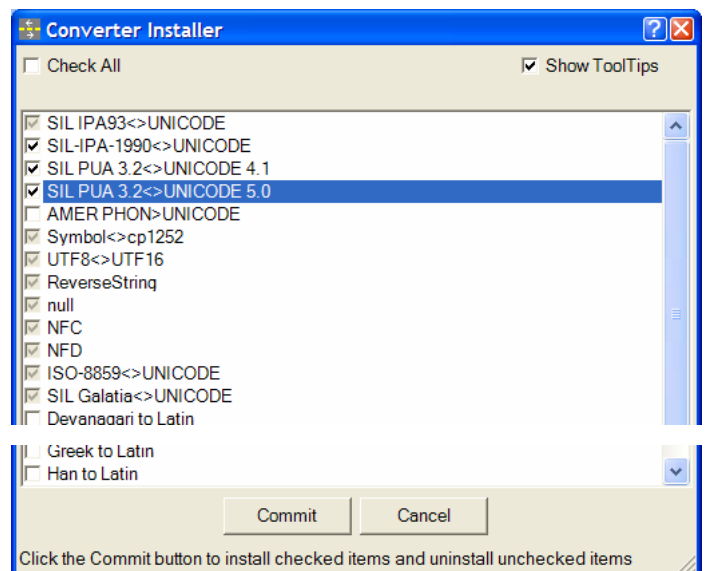 Converter Installer
Check All
Show ToolTips
SIL IPA93<>UNICODE
SIL-IPA-1990<>UNICODE
SIL PUA 3.2<>UNICODE 4.1
SIL PUA 3.2<>UNICODE 5.0
AMER PHON>UNICODE
Symbol<>cp1252
UTF8<>UTF16
ReverseString
null
NFC
NFD
ISO-8859<>UNICODE
SIL Galatia<>UNICODE
Devanagari to Latin
Greek to Latin
Han to Latin
Commit Cancel
Click the Commit button to install checked items and uninstall unchecked items